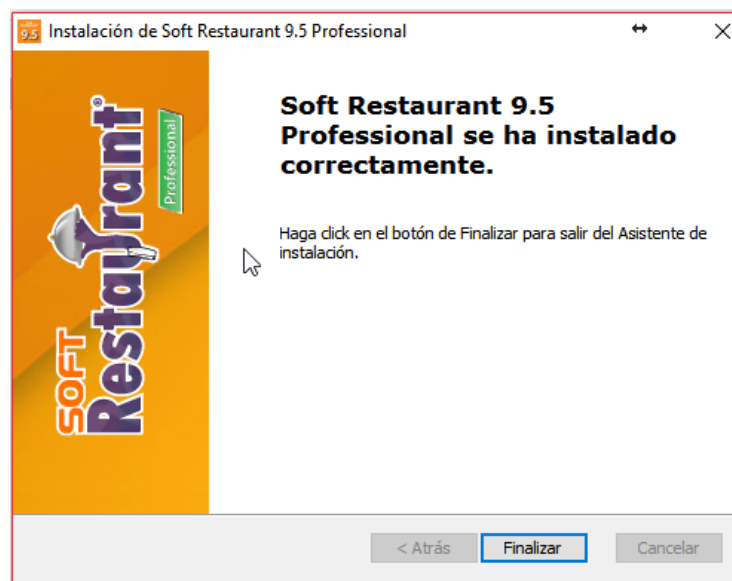 9.5 Instalación de Soft Restaurant 9.5 Professional
SOFT
Restaurant®
Professional
Soft Restaurant 9.5
Professional se ha instalado
correctamente.
Haga click en el botón de Finalizar para salir del Asistente de
instalación.
< Atrás Finalizar Cancelar